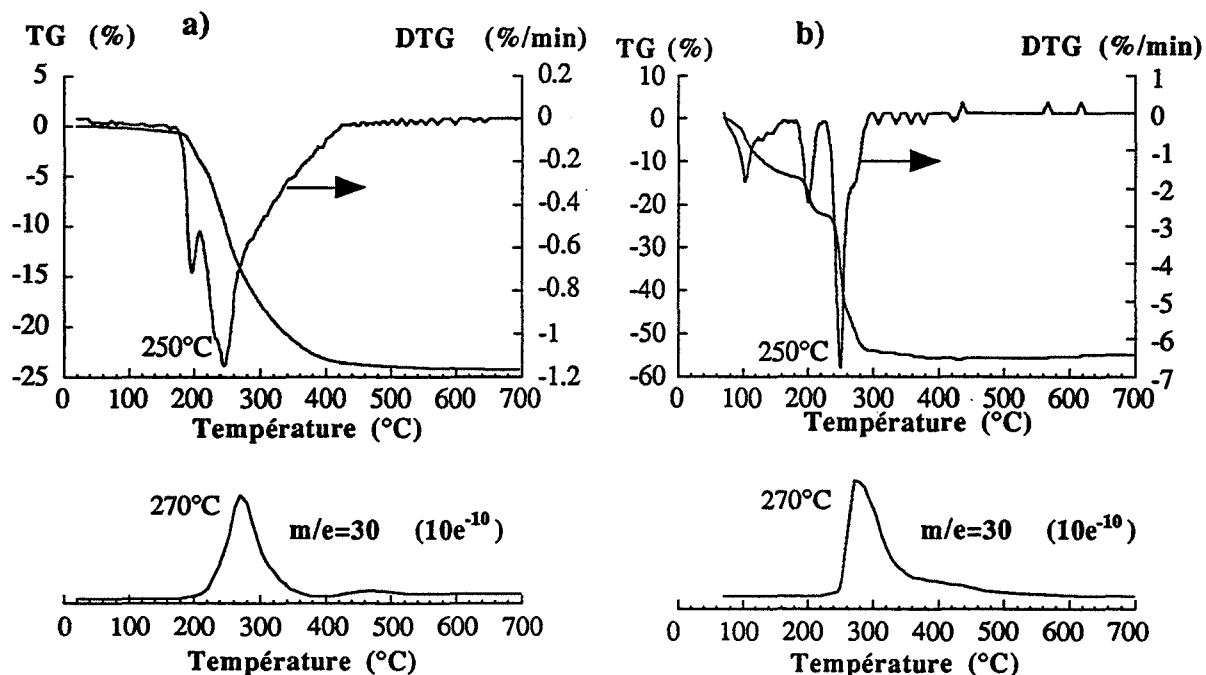 a)
TG (%)
DTG (%/min)
5
0
-5
-10
-15
-20
-25
0.2
0
-0.2
-0.4
-0.6
-0.8
-1
-1.2
250°C
0 100 200 300 400 500 600 700
Température (°C)
b)
TG (%)
DTG (%/min)
10
0
-10
-20
-30
-40
-50
-60
1
0
-1
-2
-3
-4
-5
-6
-7
250°C
0 100 200 300 400 500 600 700
Température (°C)
270°C
m/e=30 (10e⁻¹⁰)
0 100 200 300 400 500 600 700
Température (°C)
270°C
m/e=30 (10e⁻¹⁰)
0 100 200 300 400 500 600 700
Température (°C)